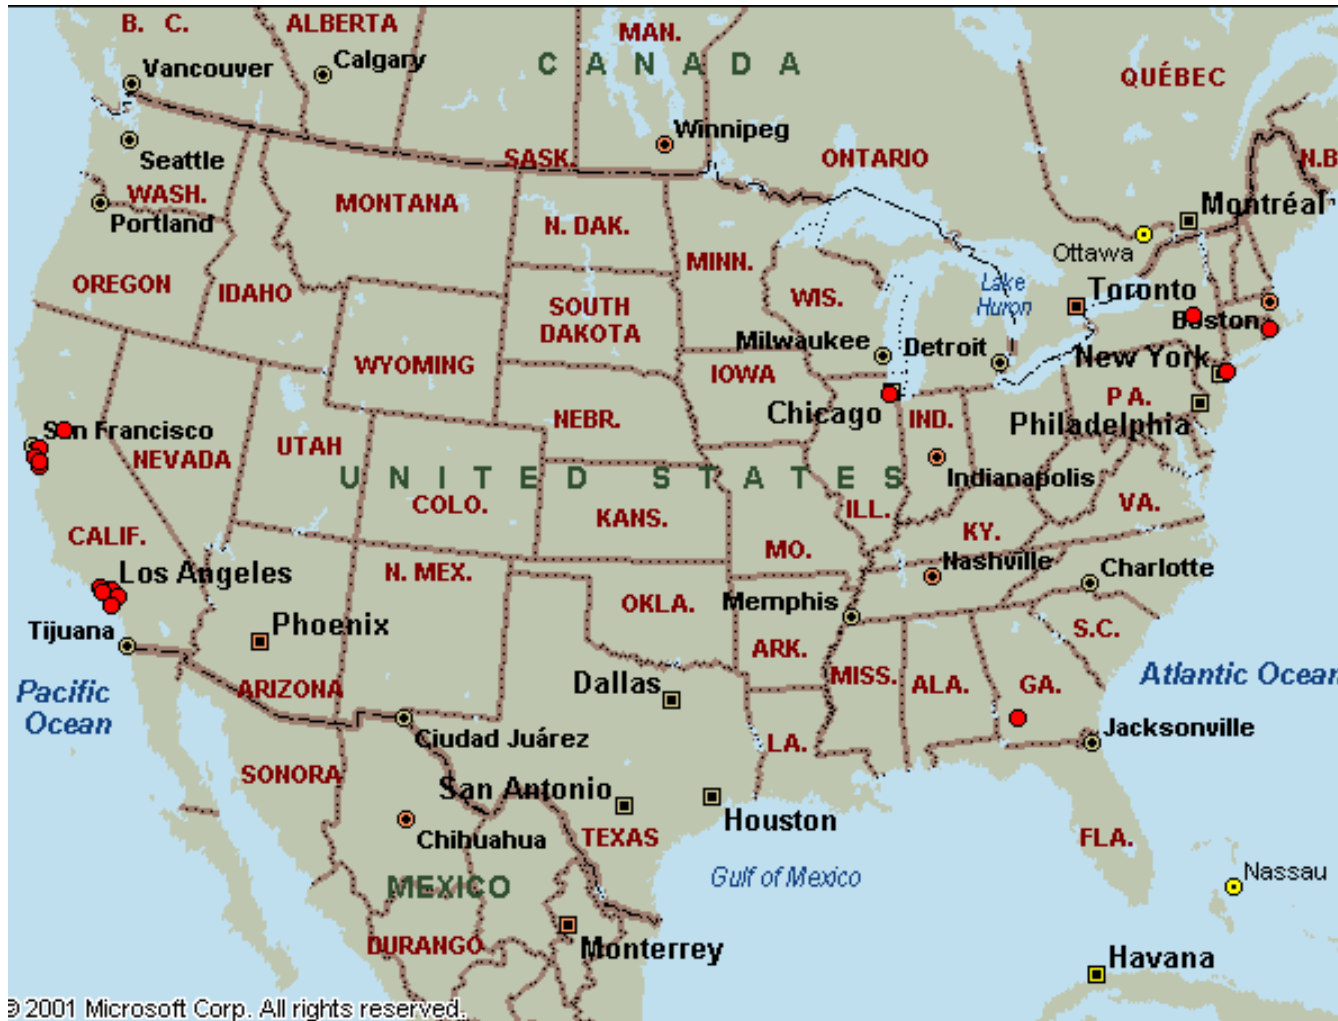 B. C.
ALBERTA
MAN.
Calgary
Vancouver
CANADA
QUÉBEC
Winnipeg
Seattle
SASK.
ONTARIO
N.B
WASH.
MONTANA
Portland
N. DAK.
Montréal
MINN.
Ottawa
OREGON
IDAHO
SOUTH
DAKOTA
WIS.
Lake
Huron
Toronto
Boston
Milwaukee
Detroit
New York
WYOMING
IOWA
PA.
NEBR.
Chicago
IND.
Philadelphia
San Francisco
UTAH
NEVADA
UNITED STATES
Indianapolis
COLO.
KANS.
ILL.
VA.
KY.
CALIF.
MO.
Los Angeles
N. MEX.
Nashville
Charlotte
OKLA.
Memphis
Tijuana
Phoenix
ARK.
S.C.
Pacific
Ocean
ARIZONA
Dallas
MISS.
ALA.
GA.
Atlantic Ocean
Ciudad Juárez
LA.
Jacksonville
SONORA
San Antonio
Houston
Chihuahua
TEXAS
FLA.
MEXICO
Gulf of Mexico
Nassau
DURANGO
Monterrey
Havana
© 2001 Microsoft Corp. All rights reserved.